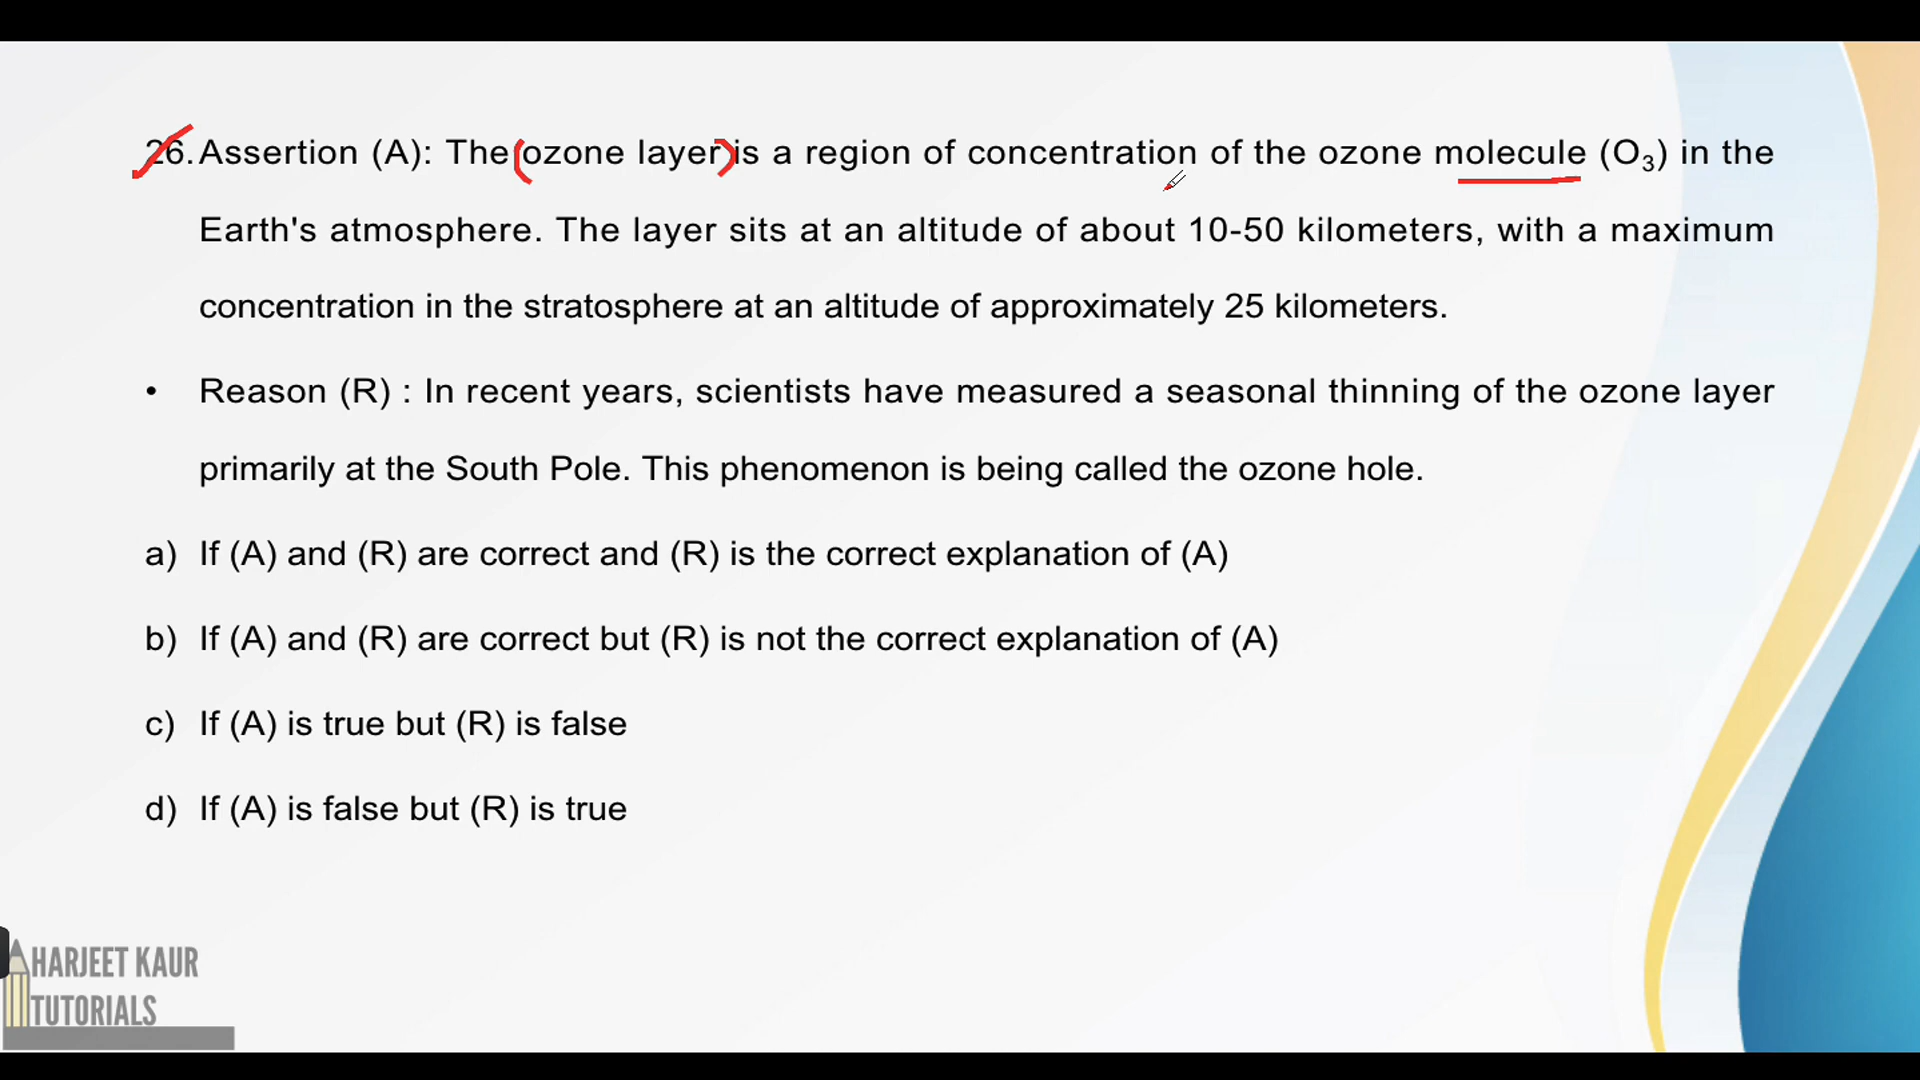 26. Assertion (A): The ozone layer is a region of concentration of the ozone molecule (O₃) in the
Earth's atmosphere. The layer sits at an altitude of about 10-50 kilometers, with a maximum
concentration in the stratosphere at an altitude of approximately 25 kilometers.
• Reason (R) : In recent years, scientists have measured a seasonal thinning of the ozone layer
primarily at the South Pole. This phenomenon is being called the ozone hole.
a) If (A) and (R) are correct and (R) is the correct explanation of (A)
b) If (A) and (R) are correct but (R) is not the correct explanation of (A)
c) If (A) is true but (R) is false
d) If (A) is false but (R) is true
HARJEET KAUR
TUTORIALS